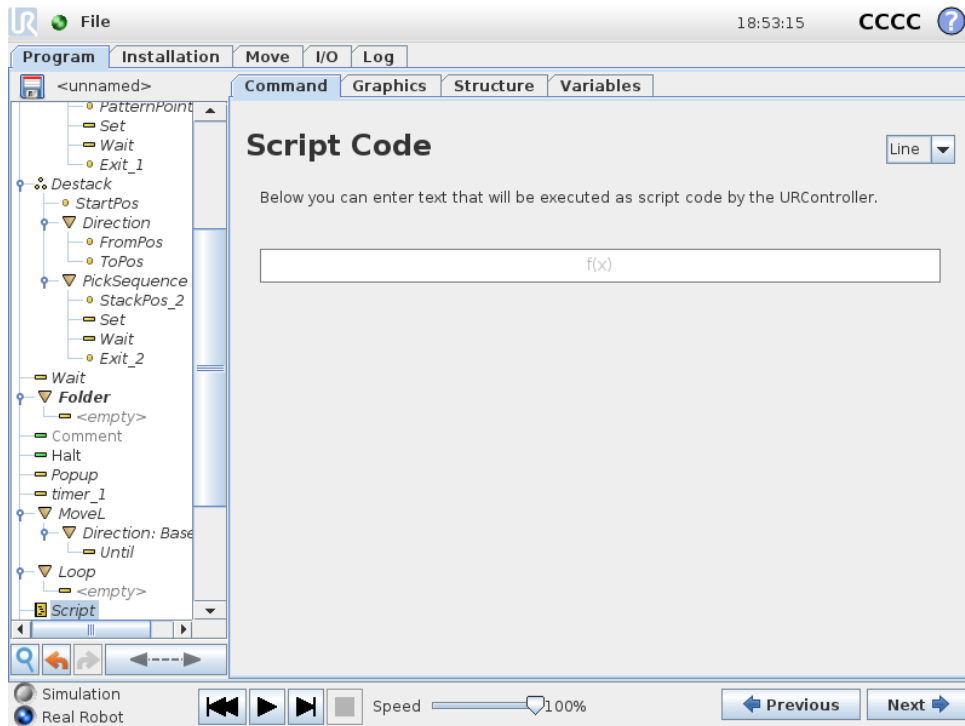 UR File 18:53:15 CCCC ?
Program Installation Move I/O Log
<unnamed>
Command Graphics Structure Variables
PatternPoint
Set
Wait
Exit_1
Destack
StartPos
Direction
FromPos
ToPos
PickSequence
StackPos_2
Set
Wait
Exit_2
Wait
Folder
<empty>
Comment
Halt
Popup
timer_1
MoveL
Direction: Base
Until
Loop
<empty>
Script
Script Code
Line
Below you can enter text that will be executed as script code by the URController.
f(x)
Simulation
Real Robot
Speed 100%
Previous Next